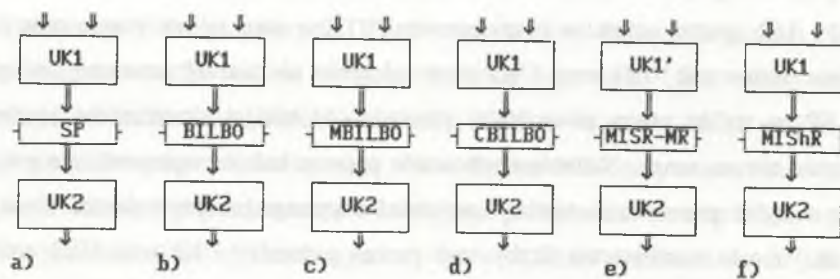 UK1 UK1 UK1 UK1 UK1' UK1
SP BILBO MBILBO CBILBO MISR-MR MIShR
UK2 UK2 UK2 UK2 UK2 UK2
a) b) c) d) e) f)